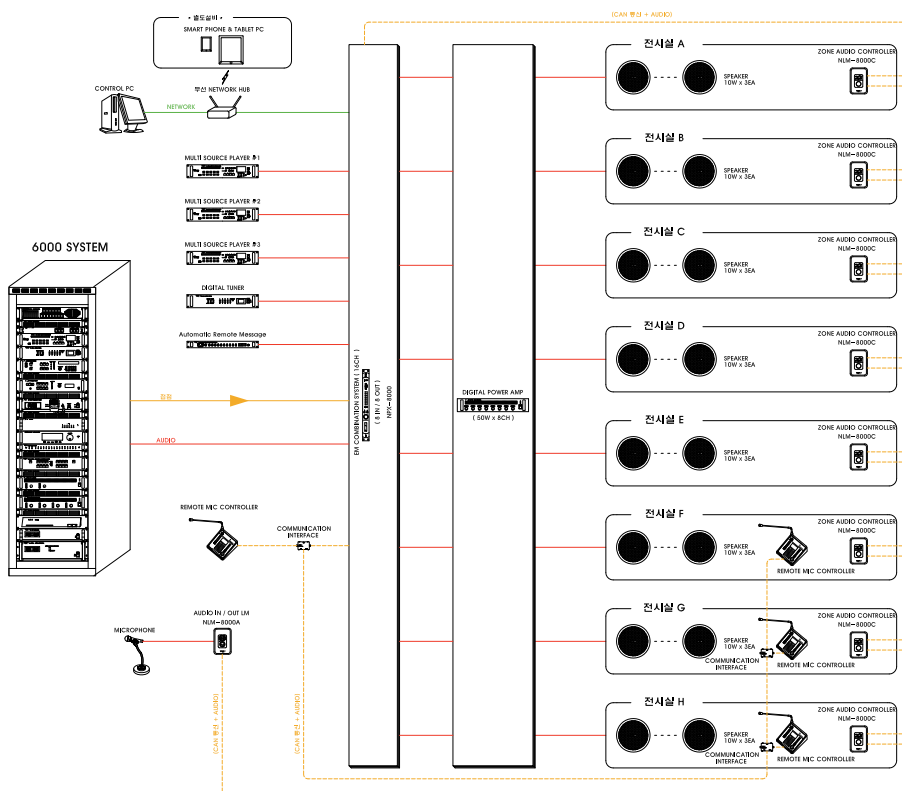 • 별도설비 •
SMART PHONE & TABLET PC
무선 NETWORK HUB
CONTROL PC
NETWORK
MULTI SOURCE PLAYER #1
MULTI SOURCE PLAYER #2
MULTI SOURCE PLAYER #3
DIGITAL TUNER
Automatic Remote Message
6000 SYSTEM
접점
AUDIO
REMOTE MIC CONTROLLER
COMMUNICATION
INTERFACE
AUDIO IN / OUT LM
NLM-8000A
MICROPHONE
(CAN 통신 + AUDIO)
(CAN 통신 + AUDIO)
(CAN 통신 + AUDIO)
EM COMBINATION SYSTEM ( 16CH )
( 8 IN / 8 OUT )
NPX-8000
DIGITAL POWER AMP
( 50W x 8CH )
전시실 A
SPEAKER
10W x 3EA
ZONE AUDIO CONTROLLER
NLM-8000C
전시실 B
SPEAKER
10W x 3EA
ZONE AUDIO CONTROLLER
NLM-8000C
전시실 C
SPEAKER
10W x 3EA
ZONE AUDIO CONTROLLER
NLM-8000C
전시실 D
SPEAKER
10W x 3EA
ZONE AUDIO CONTROLLER
NLM-8000C
전시실 E
SPEAKER
10W x 3EA
ZONE AUDIO CONTROLLER
NLM-8000C
전시실 F
SPEAKER
10W x 3EA
ZONE AUDIO CONTROLLER
NLM-8000C
REMOTE MIC CONTROLLER
전시실 G
SPEAKER
10W x 3EA
ZONE AUDIO CONTROLLER
NLM-8000C
COMMUNICATION
INTERFACE
REMOTE MIC CONTROLLER
전시실 H
SPEAKER
10W x 3EA
ZONE AUDIO CONTROLLER
NLM-8000C
COMMUNICATION
INTERFACE
REMOTE MIC CONTROLLER